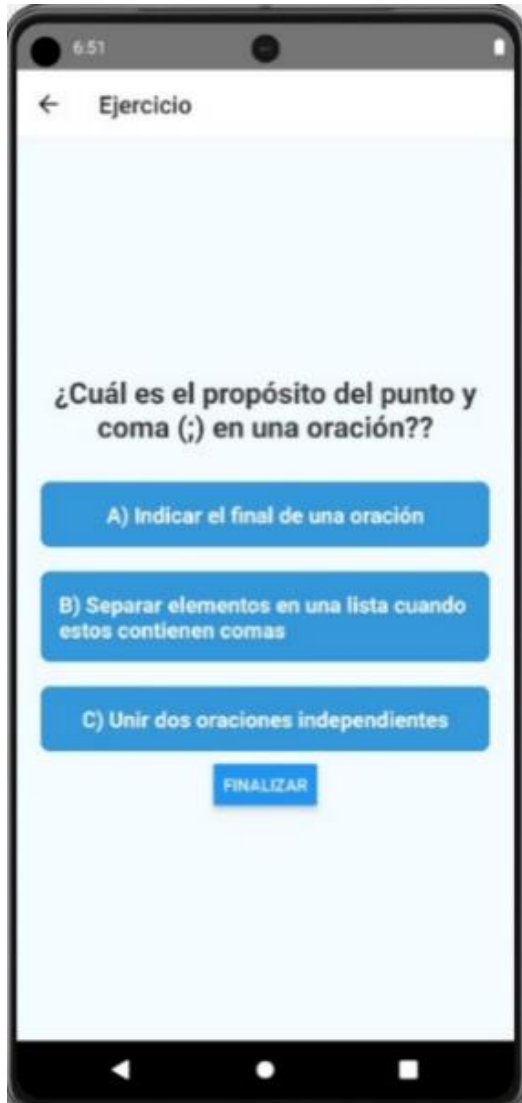 6:51
Ejercicio
¿Cuál es el propósito del punto y
coma (;) en una oración??
A) Indicar el final de una oración
B) Separar elementos en una lista cuando
estos contienen comas
C) Unir dos oraciones independientes
FINALIZAR